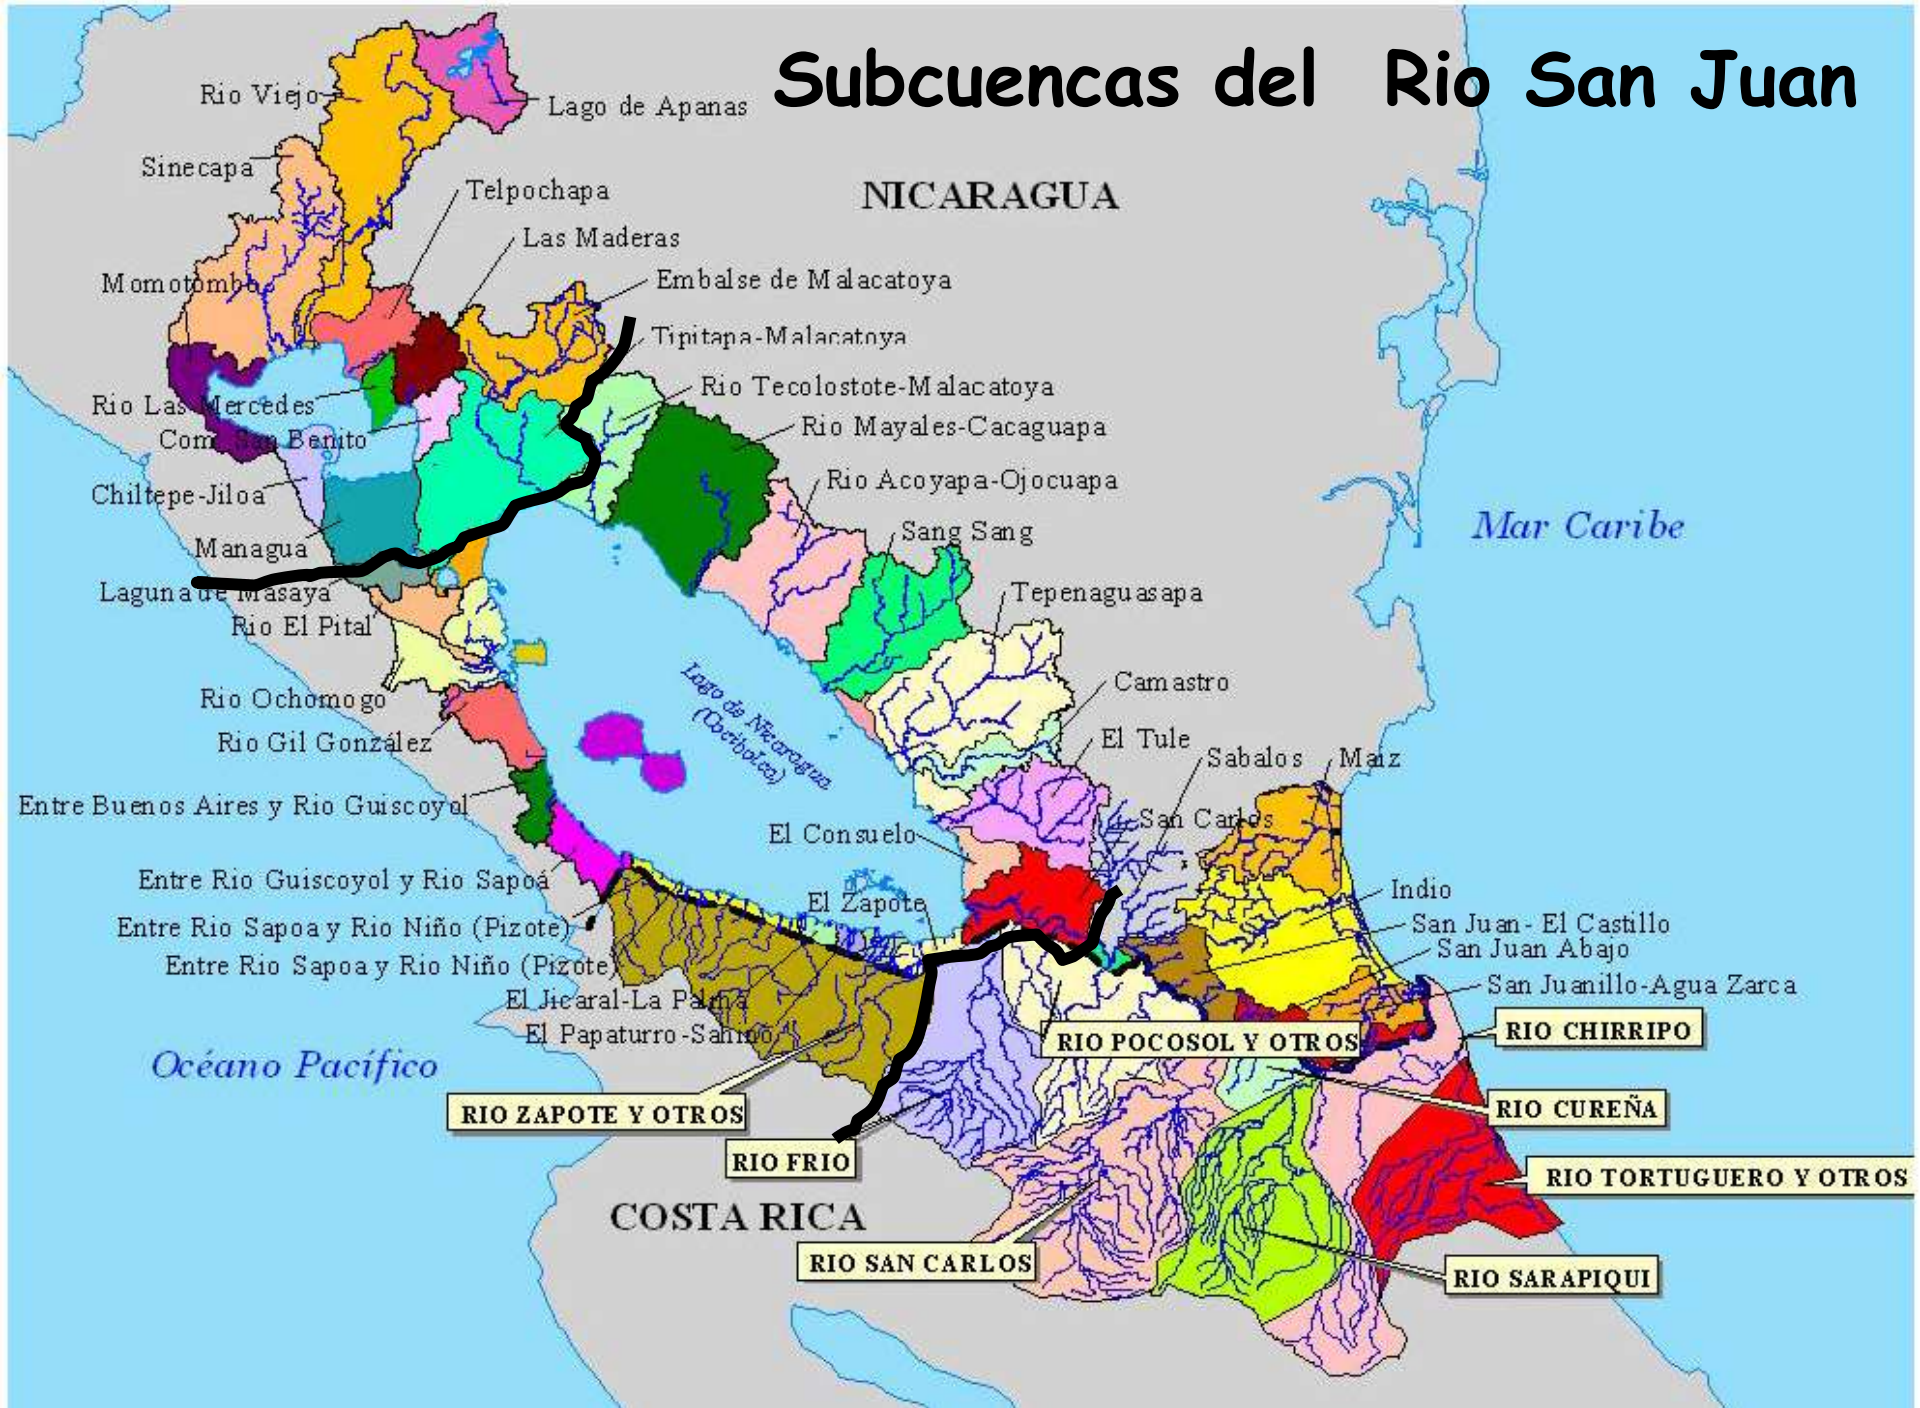 Subcuencas del Rio San Juan
Rio Viejo
Lago de Apanas
Sinecapa
Telpochapa
NICARAGUA
Las Maderas
Momotombo
Embalse de Malacatoya
Tipitapa-Malacatoya
Rio Tecolostote-Malacatoya
Rio Las Mercedes
Rio Mayales-Cacaguapa
Com. San Benito
Rio Acoyapa-Ojocuapa
Chiltepe-Jiloa
Sang Sang
Mar Caribe
Managua
Laguna de Masaya
Tepenaguasapa
Rio El Pital
Camastro
Rio Ochomogo
Lago de Nicaragua
(Cocibolca)
Rio Gil González
El Tule
Sabalos
Maiz
Entre Buenos Aires y Rio Guiscoyol
San Carlos
El Consuelo
Entre Rio Guiscoyol y Rio Sapoá
Indio
El Zapote
Entre Rio Sapoa y Rio Niño (Pizote)
San Juan- El Castillo
San Juan Abajo
Entre Rio Sapoa y Rio Niño (Pizote)
San Juanillo-Agua Zarca
El Jicaral-La Palma
El Papaturro-Sahino
RIO POCOSOL Y OTROS
RIO CHIRRIPO
Océano Pacífico
RIO ZAPOTE Y OTROS
RIO CUREÑA
RIO FRIO
RIO TORTUGUERO Y OTROS
COSTA RICA
RIO SAN CARLOS
RIO SARAPIQUI